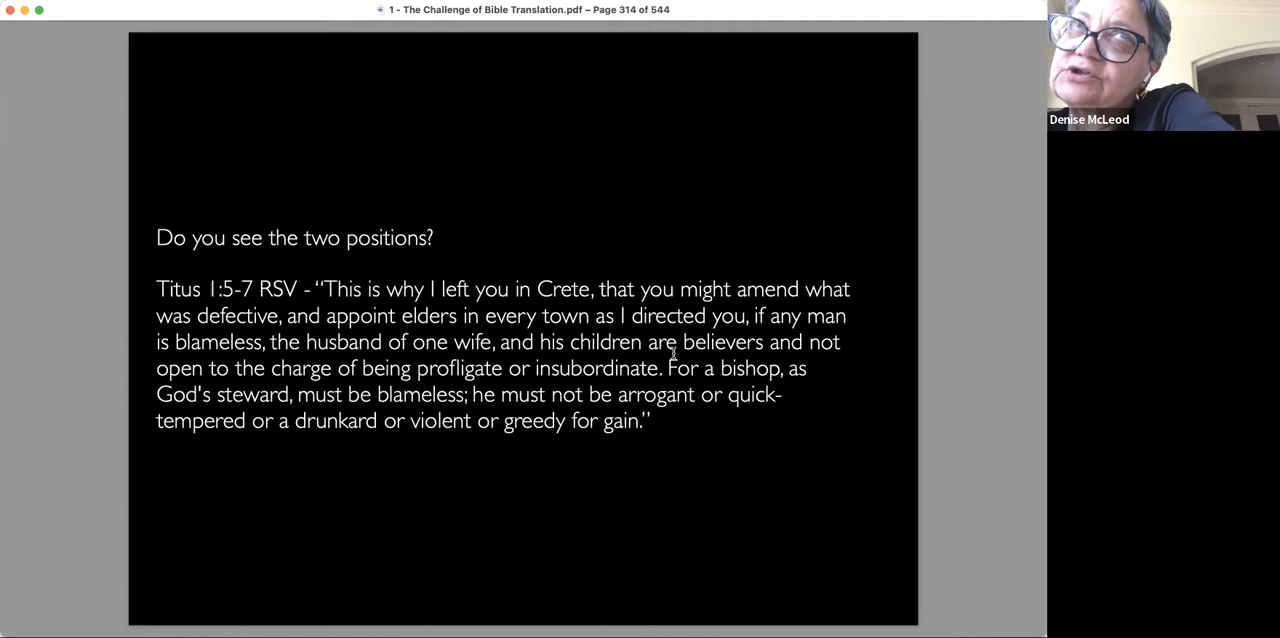 1 - The Challenge of Bible Translation.pdf – Page 314 of 544
Denise McLeod
Do you see the two positions?
Titus 1:5-7 RSV - “This is why I left you in Crete, that you might amend what
was defective, and appoint elders in every town as I directed you, if any man
is blameless, the husband of one wife, and his children are believers and not
open to the charge of being profligate or insubordinate. For a bishop, as
God's steward, must be blameless; he must not be arrogant or quick-
tempered or a drunkard or violent or greedy for gain.”